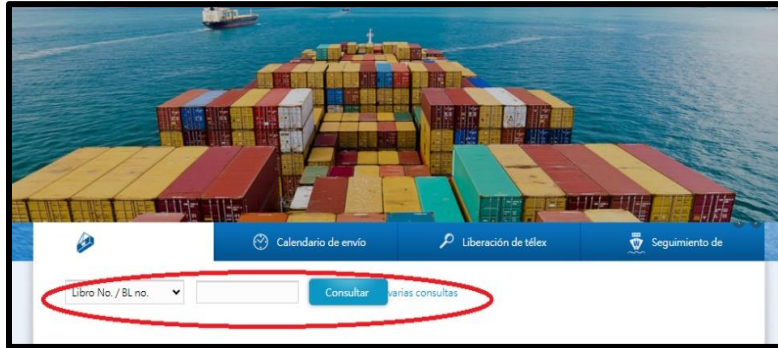 Calendario de envío
Liberación de télex
Seguimiento de
Libro No. / BL no.
Consultar
varias consultas